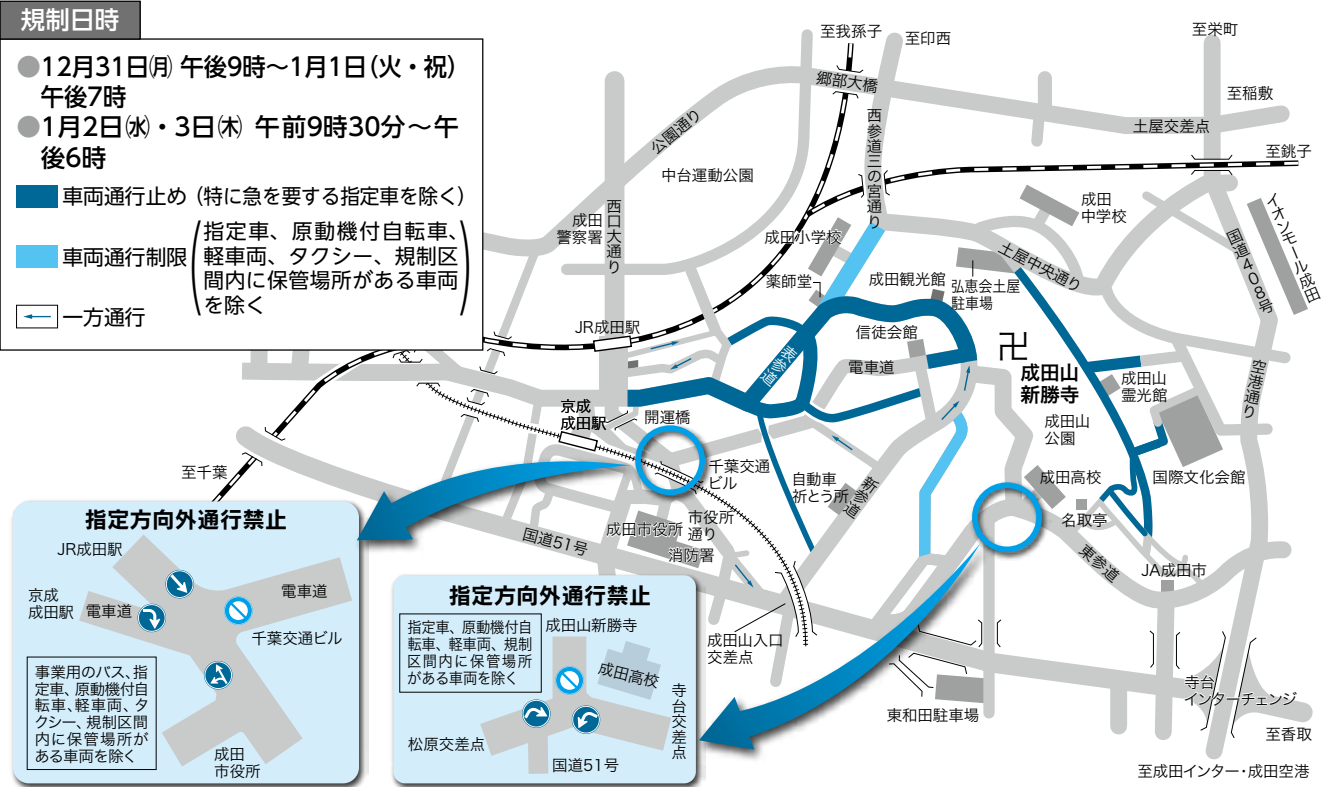 規制日時
●12月31日㈪ 午後9時〜1月1日(火・祝)
午後7時
●1月2日㈬・3日㈭ 午前9時30分〜午
後6時
車両通行止め（特に急を要する指定車を除く）
車両通行制限
指定車、原動機付自転車、
軽車両、タクシー、規制区
間内に保管場所がある車両
を除く
一方通行
至我孫子
至印西
至栄町
郷部大橋
至稲敷
土屋交差点
公園通り
西参道三の宮通り
至銚子
中台運動公園
成田
中学校
成田
警察署
西口大通り
成田小学校
イオンモール成田
国道408号
土屋中央通り
薬師堂
成田観光館
弘恵会土屋
駐車場
JR成田駅
信徒会館
表参道
電車道
卍
成田山
新勝寺
成田山
霊光館
空港通り
京成
成田駅
開運橋
成田山
公園
至千葉
千葉交通
ビル
自動車
祈とう所
新参道
成田高校
国際文化会館
名取亭
国道51号
成田市役所
市役所
通り
消防署
東参道
JA成田市
成田山入口
交差点
東和田駐車場
寺台
インターチェンジ
至香取
至成田インター・成田空港
指定方向外通行禁止
JR成田駅
京成
成田駅
電車道
電車道
千葉交通ビル
事業用のバス、指
定車、原動機付自
転車、軽車両、タ
クシー、規制区間
内に保管場所が
ある車両を除く
成田
市役所
指定方向外通行禁止
指定車、原動機付自
転車、軽車両、規制
区間内に保管場所
がある車両を除く
成田山新勝寺
成田高校
寺台交差点
松原交差点
国道51号